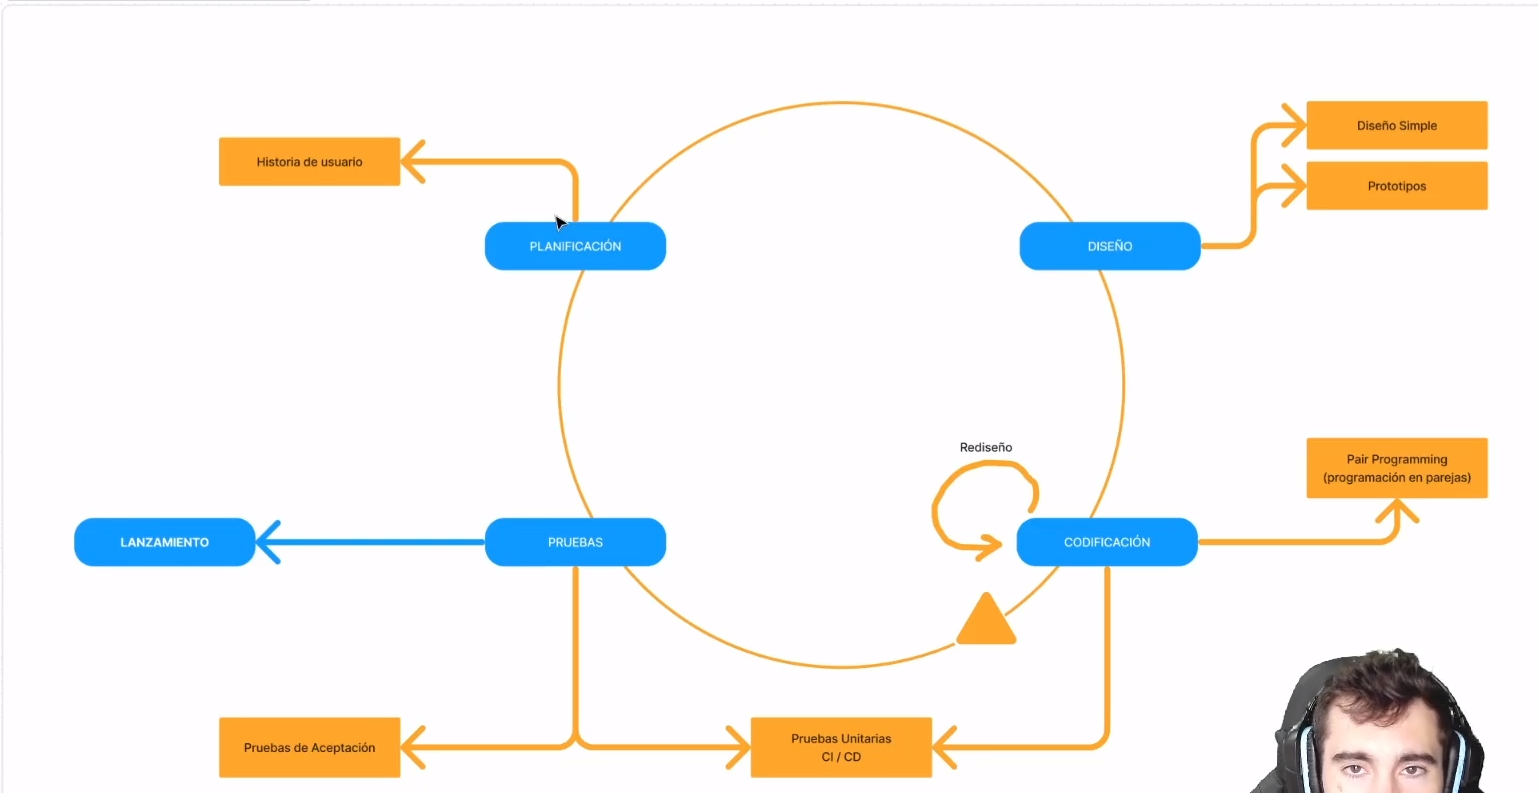 Diseño Simple
Historia de usuario
Prototipos
PLANIFICACIÓN
DISEÑO
Rediseño
Pair Programming
(programación en parejas)
LANZAMIENTO
PRUEBAS
CODIFICACIÓN
Pruebas de Aceptación
Pruebas Unitarias
CI / CD